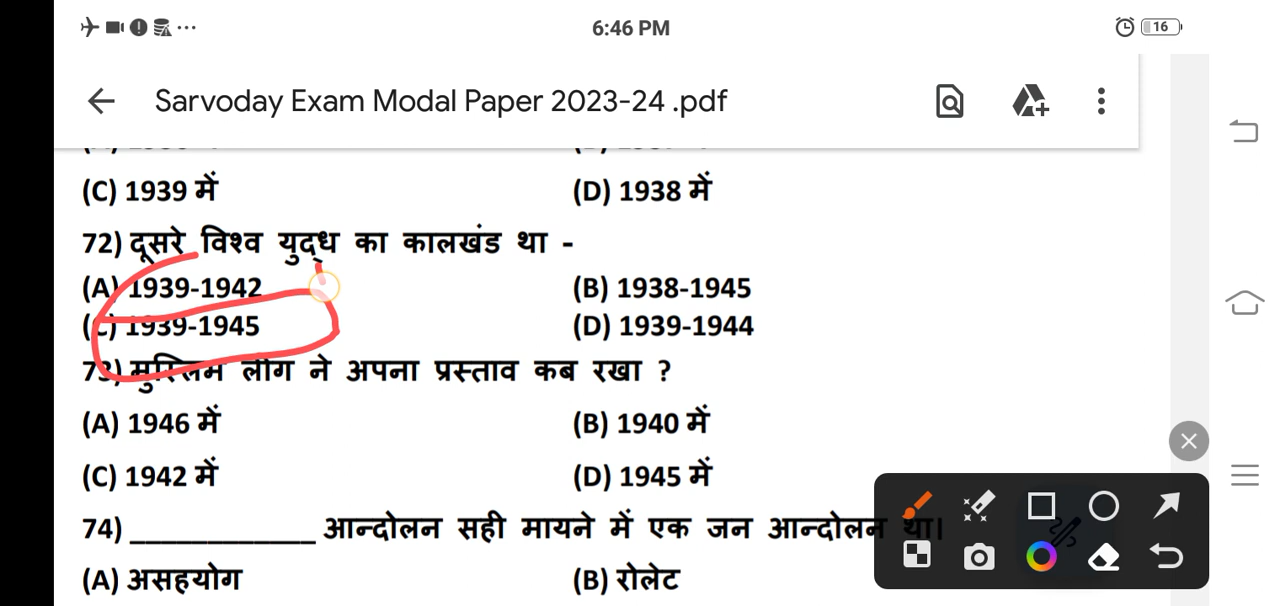 6:46 PM
16
Sarvoday Exam Modal Paper 2023-24 .pdf
(C) 1939 में (D) 1938 में
72) दूसरे विश्व युद्ध का कालखंड था -
(A) 1939-1942 (B) 1938-1945
(C) 1939-1945 (D) 1939-1944
73) मुस्लिम लीग ने अपना प्रस्ताव कब रखा ?
(A) 1946 में (B) 1940 में
(C) 1942 में (D) 1945 में
74) ____________ आन्दोलन सही मायने में एक जन आन्दोलन था।
(A) असहयोग (B) रोलेट